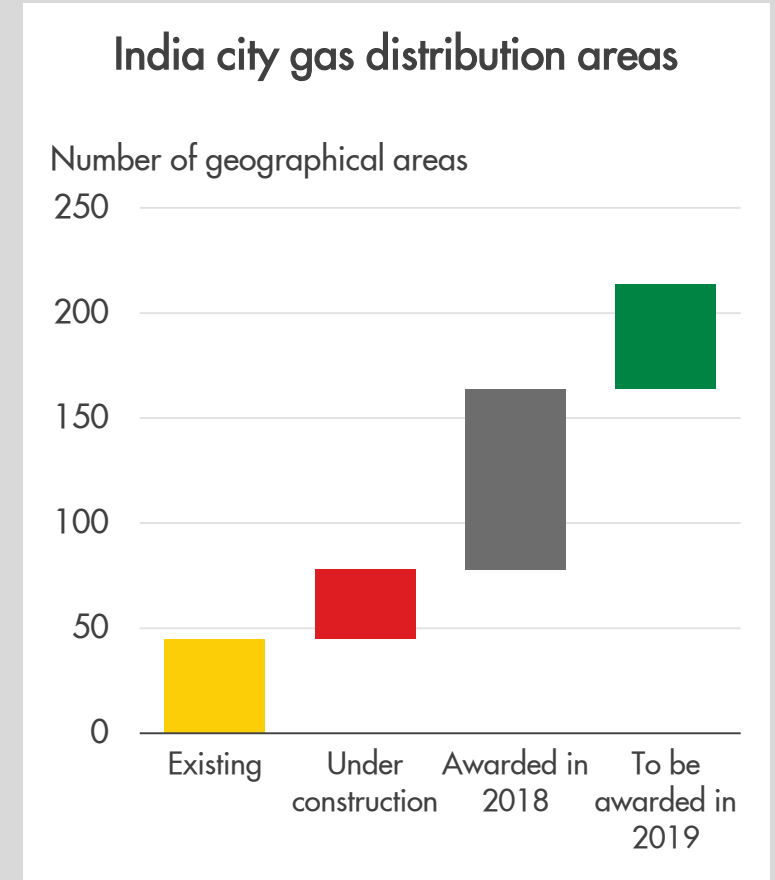 India city gas distribution areas
Number of geographical areas
250
200
150
100
50
0
Existing
Under
construction
Awarded in
2018
To be
awarded in
2019